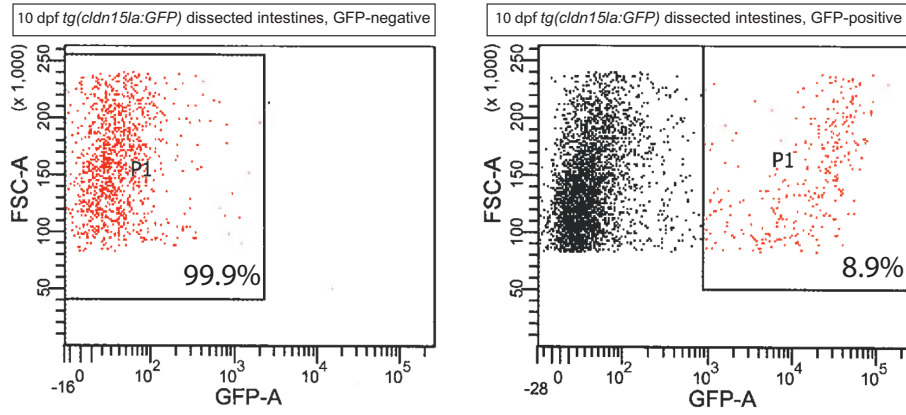 10 dpf tg(cldn15la:GFP) dissected intestines, GFP-negative
(x 1,000)
250
200
150
100
50
FSC-A
P1
99.9%
-16 0 10² 10³ 10⁴ 10⁵
GFP-A
10 dpf tg(cldn15la:GFP) dissected intestines, GFP-positive
(x 1,000)
250
200
150
100
50
FSC-A
P1
8.9%
-28 0 10² 10³ 10⁴ 10⁵
GFP-A